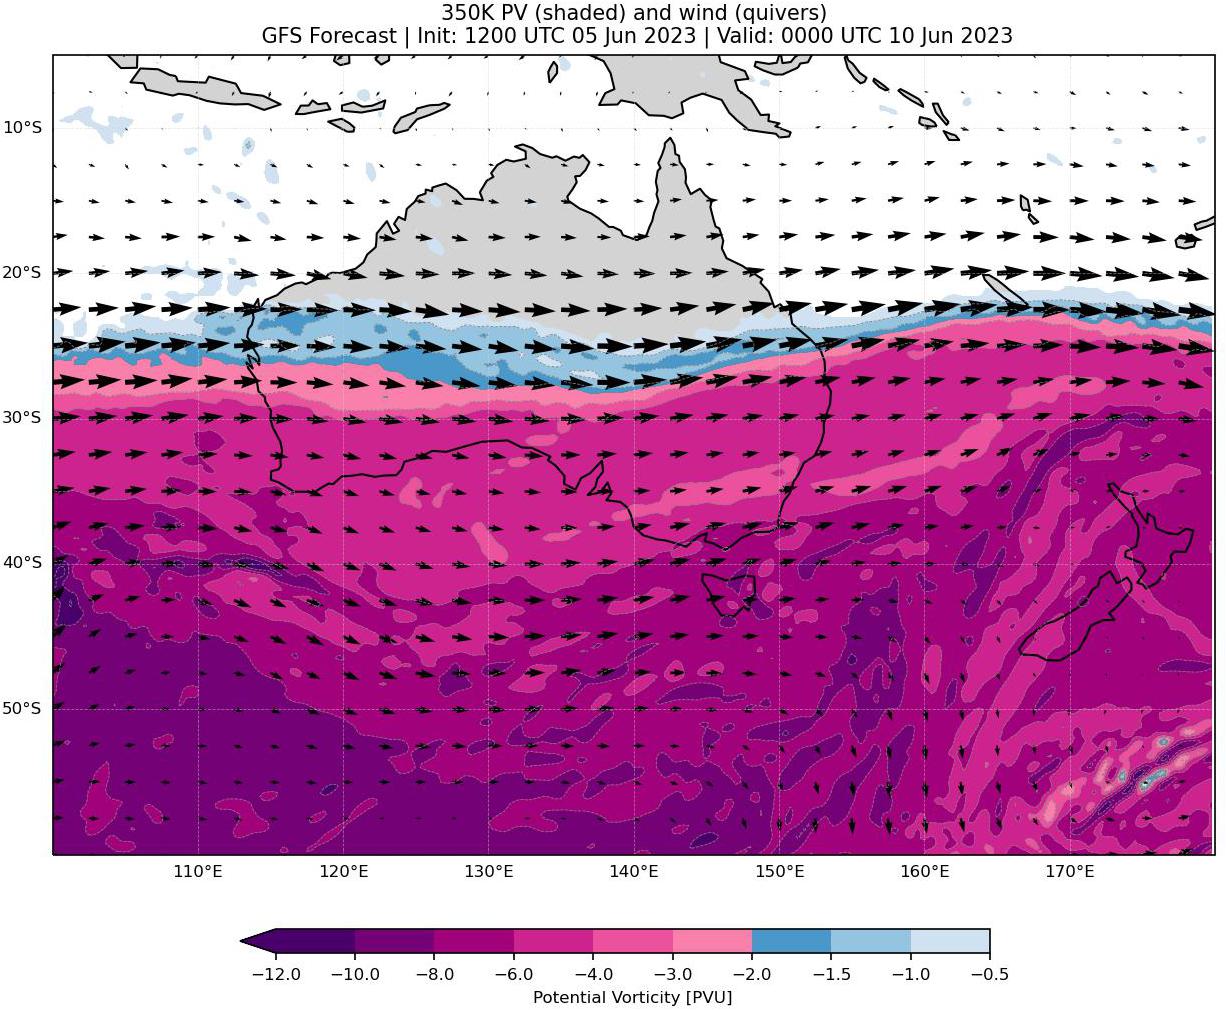 350K PV (shaded) and wind (quivers)
GFS Forecast | Init: 1200 UTC 05 Jun 2023 | Valid: 0000 UTC 10 Jun 2023
10°S
20°S
30°S
40°S
50°S
110°E 120°E 130°E 140°E 150°E 160°E 170°E
−12.0 −10.0 −8.0 −6.0 −4.0 −3.0 −2.0 −1.5 −1.0 −0.5
Potential Vorticity [PVU]